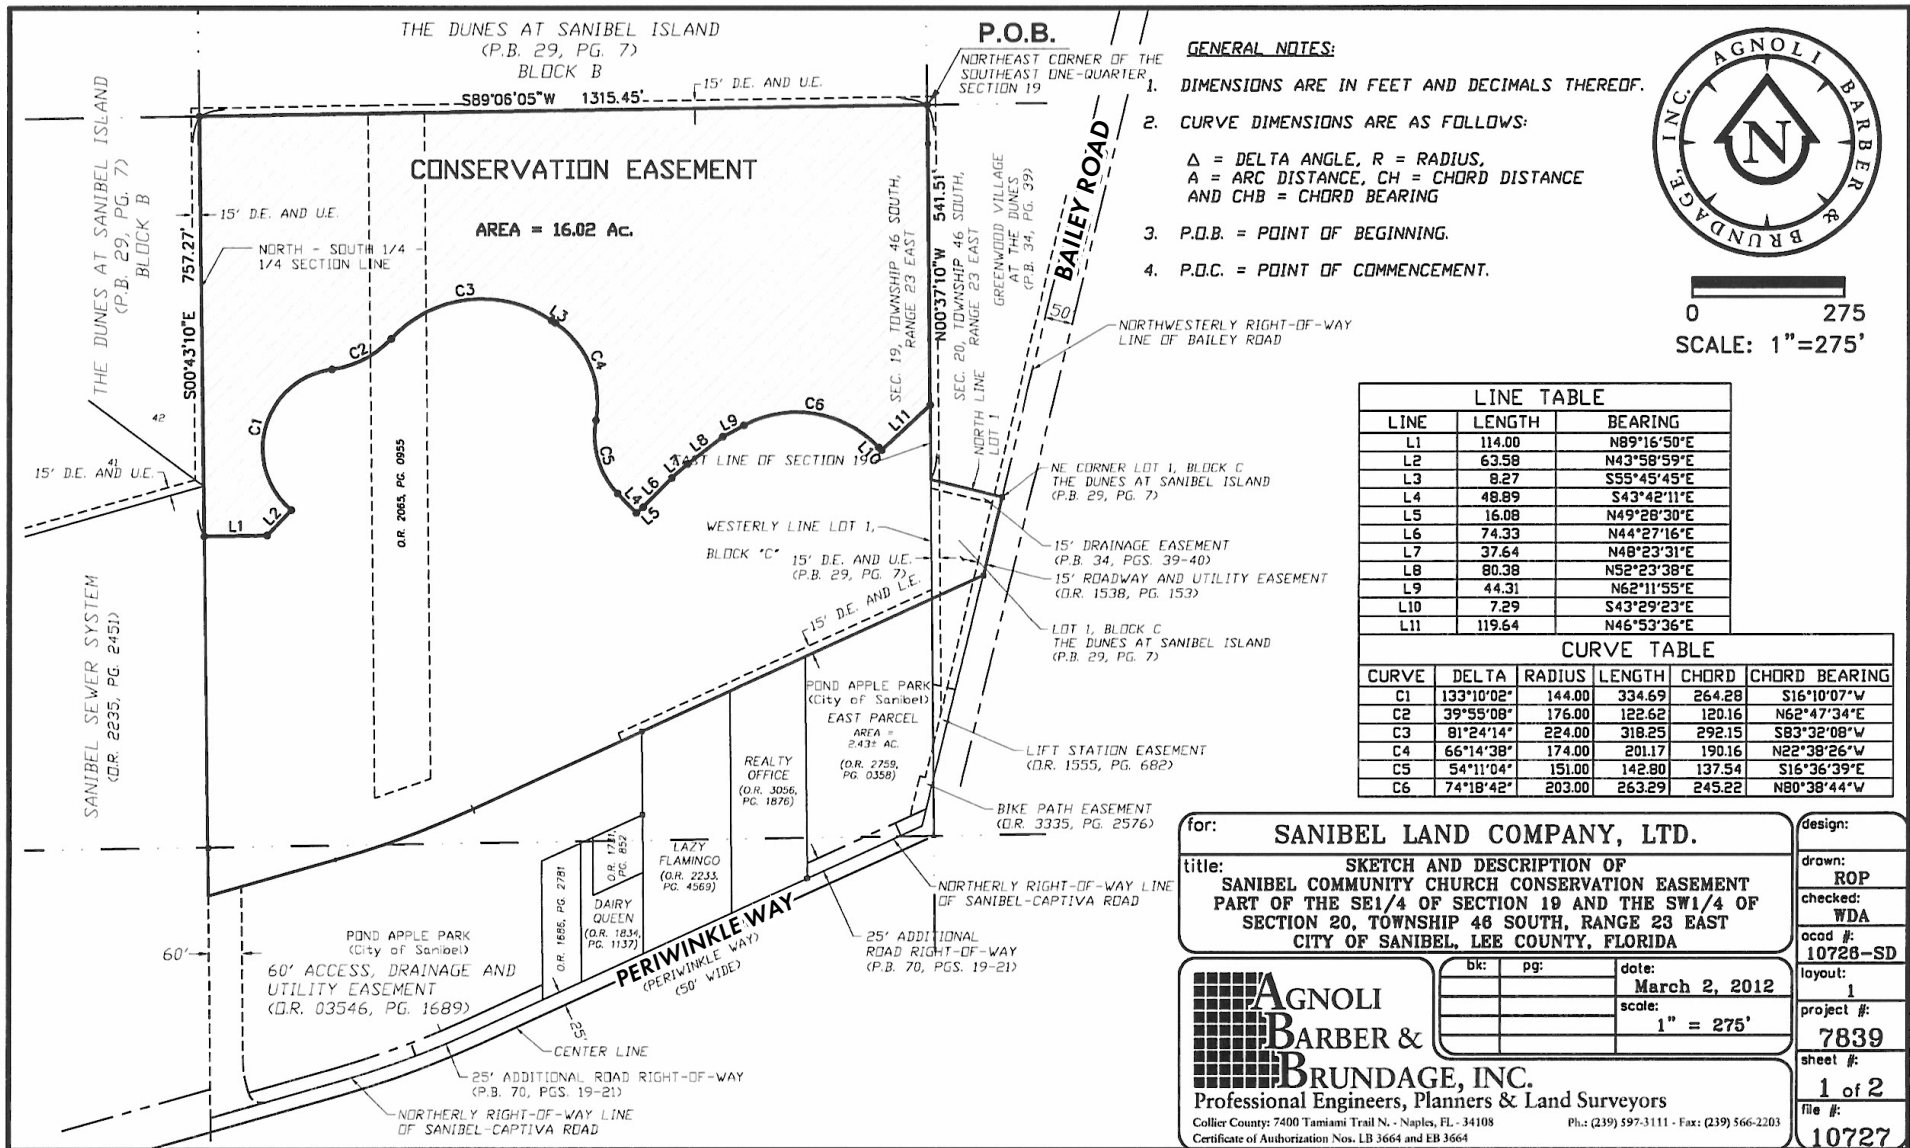 THE DUNES AT SANIBEL ISLAND
(P.B. 29, PG. 7)
BLOCK B
15' D.E. AND U.E.
S89°06'05"W 1315.45'
P.O.B.
NORTHEAST CORNER OF THE
SOUTHEAST ONE-QUARTER,
SECTION 19
THE DUNES AT SANIBEL ISLAND
(P.B. 29, PG. 7)
BLOCK B
CONSERVATION EASEMENT
AREA = 16.02 Ac.
15' D.E. AND U.E.
NORTH - SOUTH 1/4 -
1/4 SECTION LINE
S00°43'10"E 757.27'
C1
C2
C3
L3
C4
C5
L4
L5
L6
L7
L8
L9
C6
L10
L11
L1
L2
42
41
15' D.E. AND U.E.
O.R. 2065, PG. 0955
EAST LINE OF SECTION 19
SEC. 19, TOWNSHIP 46 SOUTH,
RANGE 23 EAST
N00°37'10"W 541.51'
SEC. 20, TOWNSHIP 46 SOUTH,
RANGE 23 EAST
GREENWOOD VILLAGE
AT THE DUNES
(P.B. 34, PG. 39)
NORTH LINE
LOT 1
BAILEY ROAD
50'
NORTHWESTERLY RIGHT-OF-WAY
LINE OF BAILEY ROAD
NE CORNER LOT 1, BLOCK C
THE DUNES AT SANIBEL ISLAND
(P.B. 29, PG. 7)
WESTERLY LINE LOT 1,
BLOCK "C"
15' D.E. AND U.E.
(P.B. 29, PG. 7)
15' DRAINAGE EASEMENT
(P.B. 34, PGS. 39-40)
15' ROADWAY AND UTILITY EASEMENT
(O.R. 1538, PG. 153)
LOT 1, BLOCK C
THE DUNES AT SANIBEL ISLAND
(P.B. 29, PG. 7)
15' D.E. AND L.E.
SANIBEL SEWER SYSTEM
(O.R. 2235, PG. 2451)
POND APPLE PARK
(City of Sanibel)
EAST PARCEL
AREA =
2.43± AC.
(O.R. 2759,
PG. 0358)
REALTY
OFFICE
(O.R. 3056,
PG. 1876)
LAZY
FLAMINGO
(O.R. 2233,
PG. 4569)
PG. 852
DAIRY
QUEEN
(O.R. 1834,
PG. 1137)
O.R. 1686, PG. 2781
LIFT STATION EASEMENT
(O.R. 1555, PG. 682)
BIKE PATH EASEMENT
(O.R. 3335, PG. 2576)
NORTHERLY RIGHT-OF-WAY LINE
OF SANIBEL-CAPTIVA ROAD
25' ADDITIONAL
ROAD RIGHT-OF-WAY
(P.B. 70, PGS. 19-21)
PERIWINKLE WAY
(PERIWINKLE WAY)
(50' WIDE)
25'
CENTER LINE
60'
POND APPLE PARK
(City of Sanibel)
60' ACCESS, DRAINAGE AND
UTILITY EASEMENT
(O.R. 03546, PG. 1689)
25' ADDITIONAL ROAD RIGHT-OF-WAY
(P.B. 70, PGS. 19-21)
NORTHERLY RIGHT-OF-WAY LINE
OF SANIBEL-CAPTIVA ROAD
GENERAL NOTES:
1. DIMENSIONS ARE IN FEET AND DECIMALS THEREOF.
2. CURVE DIMENSIONS ARE AS FOLLOWS:
Δ = DELTA ANGLE, R = RADIUS,
A = ARC DISTANCE, CH = CHORD DISTANCE
AND CHB = CHORD BEARING
3. P.O.B. = POINT OF BEGINNING.
4. P.O.C. = POINT OF COMMENCEMENT.
AGNOLI BARBER & BRUNDAGE, INC.
N
0 275
SCALE: 1"=275'
LINE TABLE
LINE LENGTH BEARING
L1 114.00 N89°16'50"E
L2 63.58 N43°58'59"E
L3 8.27 S55°45'45"E
L4 48.89 S43°42'11"E
L5 16.08 N49°28'30"E
L6 74.33 N44°27'16"E
L7 37.64 N48°23'31"E
L8 80.38 N52°23'38"E
L9 44.31 N62°11'55"E
L10 7.29 S43°29'23"E
L11 119.64 N46°53'36"E
CURVE TABLE
CURVE DELTA RADIUS LENGTH CHORD CHORD BEARING
C1 133°10'02" 144.00 334.69 264.28 S16°10'07"W
C2 39°55'08" 176.00 122.62 120.16 N62°47'34"E
C3 81°24'14" 224.00 318.25 292.15 S83°32'08"W
C4 66°14'38" 174.00 201.17 190.16 N22°38'26"W
C5 54°11'04" 151.00 142.80 137.54 S16°36'39"E
C6 74°18'42" 203.00 263.29 245.22 N80°38'44"W
for: SANIBEL LAND COMPANY, LTD.
title: SKETCH AND DESCRIPTION OF
SANIBEL COMMUNITY CHURCH CONSERVATION EASEMENT
PART OF THE SE1/4 OF SECTION 19 AND THE SW1/4 OF
SECTION 20, TOWNSHIP 46 SOUTH, RANGE 23 EAST
CITY OF SANIBEL, LEE COUNTY, FLORIDA
AGNOLI
BARBER &
BRUNDAGE, INC.
Professional Engineers, Planners & Land Surveyors
Collier County: 7400 Tamiami Trail N. - Naples, FL - 34108 Ph.: (239) 597-3111 - Fax: (239) 566-2203
Certificate of Authorization Nos. LB 3664 and EB 3664
bk: pg:
date:
March 2, 2012
scale:
1" = 275'
design:
drawn:
ROP
checked:
WDA
acad #:
10726-SD
layout:
1
project #:
7839
sheet #:
1 of 2
file #:
10727